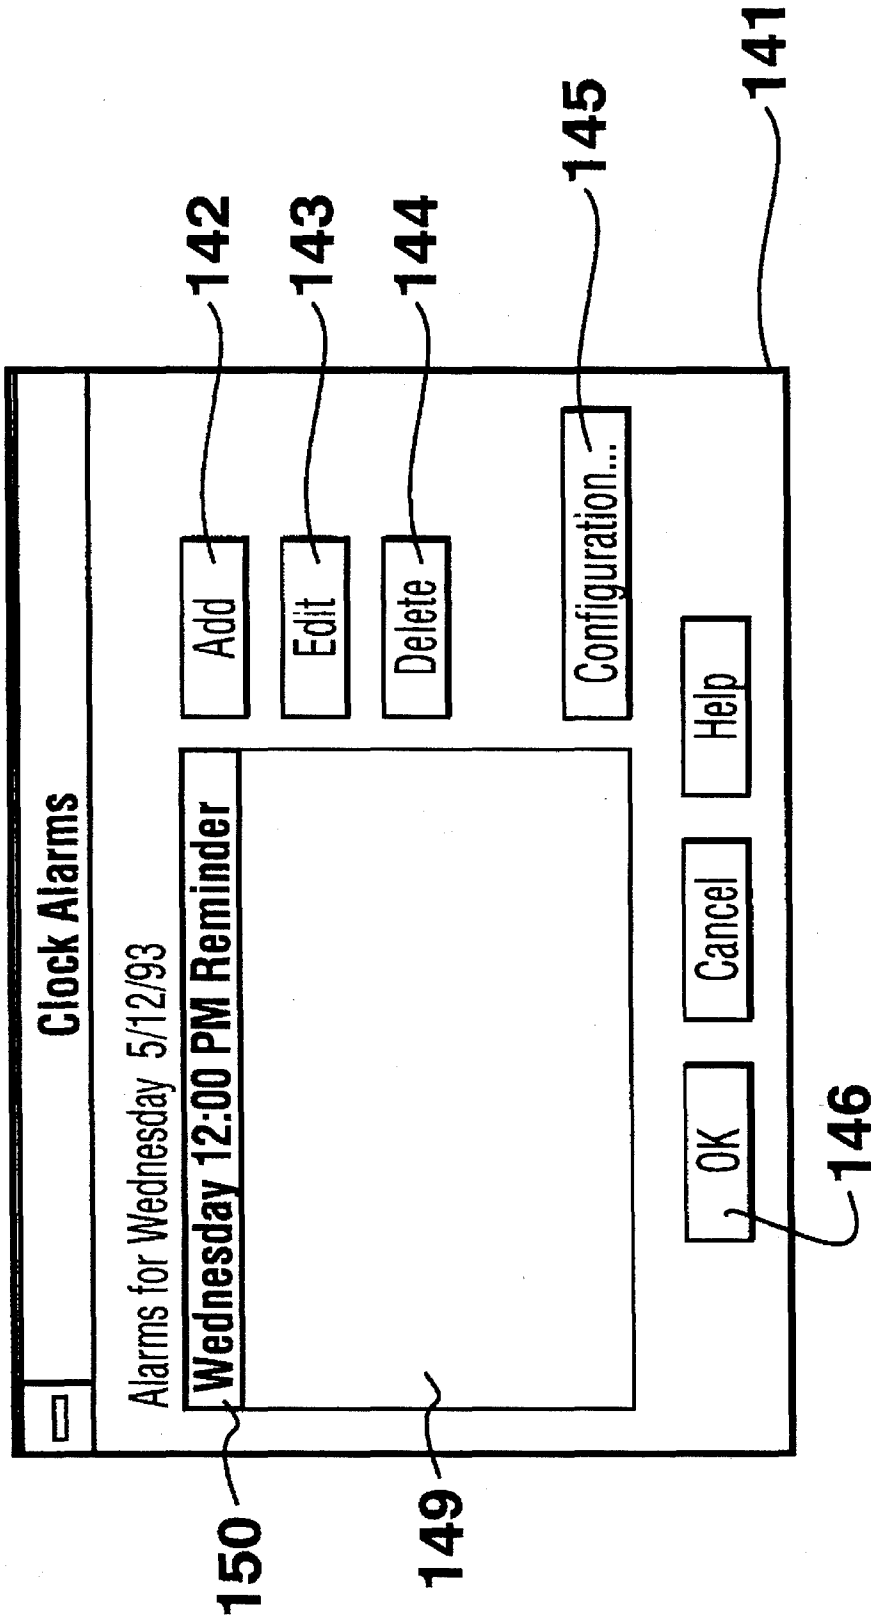 Clock Alarms
Alarms for Wednesday 5/12/93
Wednesday 12:00 PM Reminder
Add
Edit
Delete
Configuration...
OK
Cancel
Help
150
149
142
143
144
145
146
141